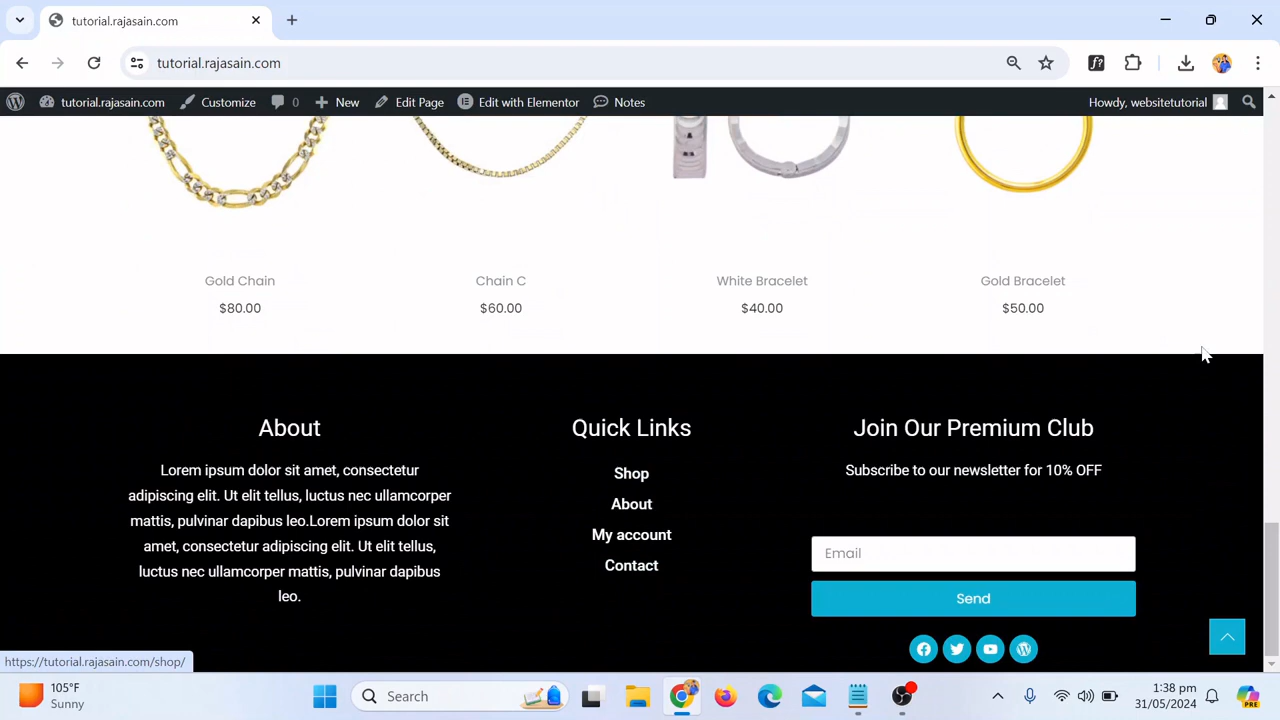 tutorial.rajasain.com
tutorial.rajasain.com
tutorial.rajasain.com Customize 0 New Edit Page Edit with Elementor Notes Howdy, websitetutorial
Gold Chain Chain C White Bracelet Gold Bracelet
$80.00 $60.00 $40.00 $50.00
About
Lorem ipsum dolor sit amet, consectetur
adipiscing elit. Ut elit tellus, luctus nec ullamcorper
mattis, pulvinar dapibus leo.Lorem ipsum dolor sit
amet, consectetur adipiscing elit. Ut elit tellus,
luctus nec ullamcorper mattis, pulvinar dapibus
leo.
Quick Links
Shop
About
My account
Contact
Join Our Premium Club
Subscribe to our newsletter for 10% OFF
Email
Send
https://tutorial.rajasain.com/shop/
105°F
Sunny
Search
1:38 pm
31/05/2024
PRE